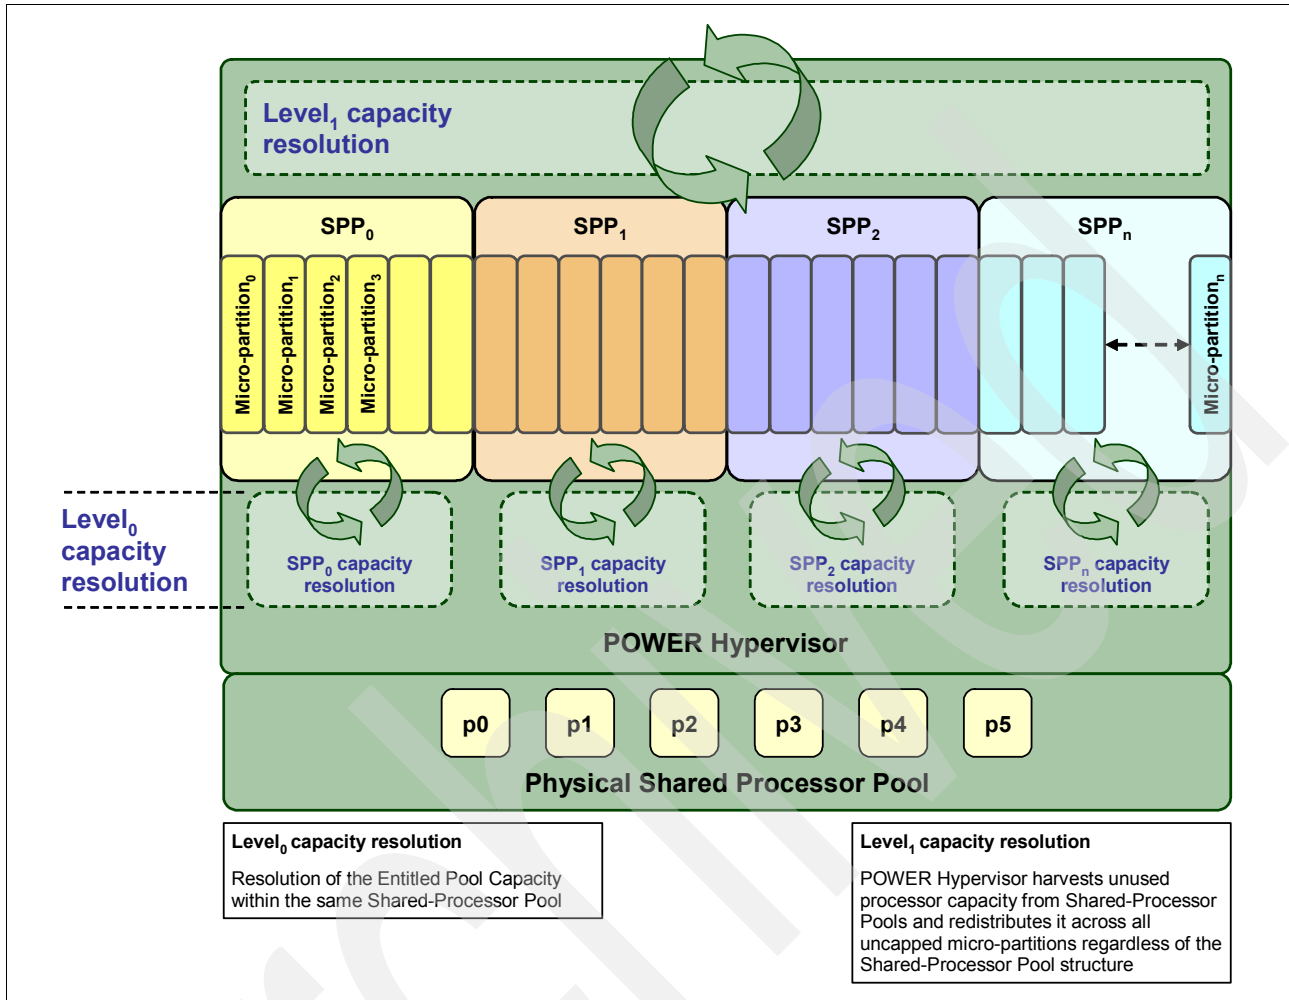 Level1 capacity
resolution
SPP0
SPP1
SPP2
SPPn
Micro-partition0
Micro-partition1
Micro-partition2
Micro-partition3
Micro-partitionn
Level0
capacity
resolution
SPP0 capacity
resolution
SPP1 capacity
resolution
SPP2 capacity
resolution
SPPn capacity
resolution
POWER Hypervisor
p0
p1
p2
p3
p4
p5
Physical Shared Processor Pool
Level0 capacity resolution
Resolution of the Entitled Pool Capacity
within the same Shared-Processor Pool
Level1 capacity resolution
POWER Hypervisor harvests unused
processor capacity from Shared-Processor
Pools and redistributes it across all
uncapped micro-partitions regardless of the
Shared-Processor Pool structure